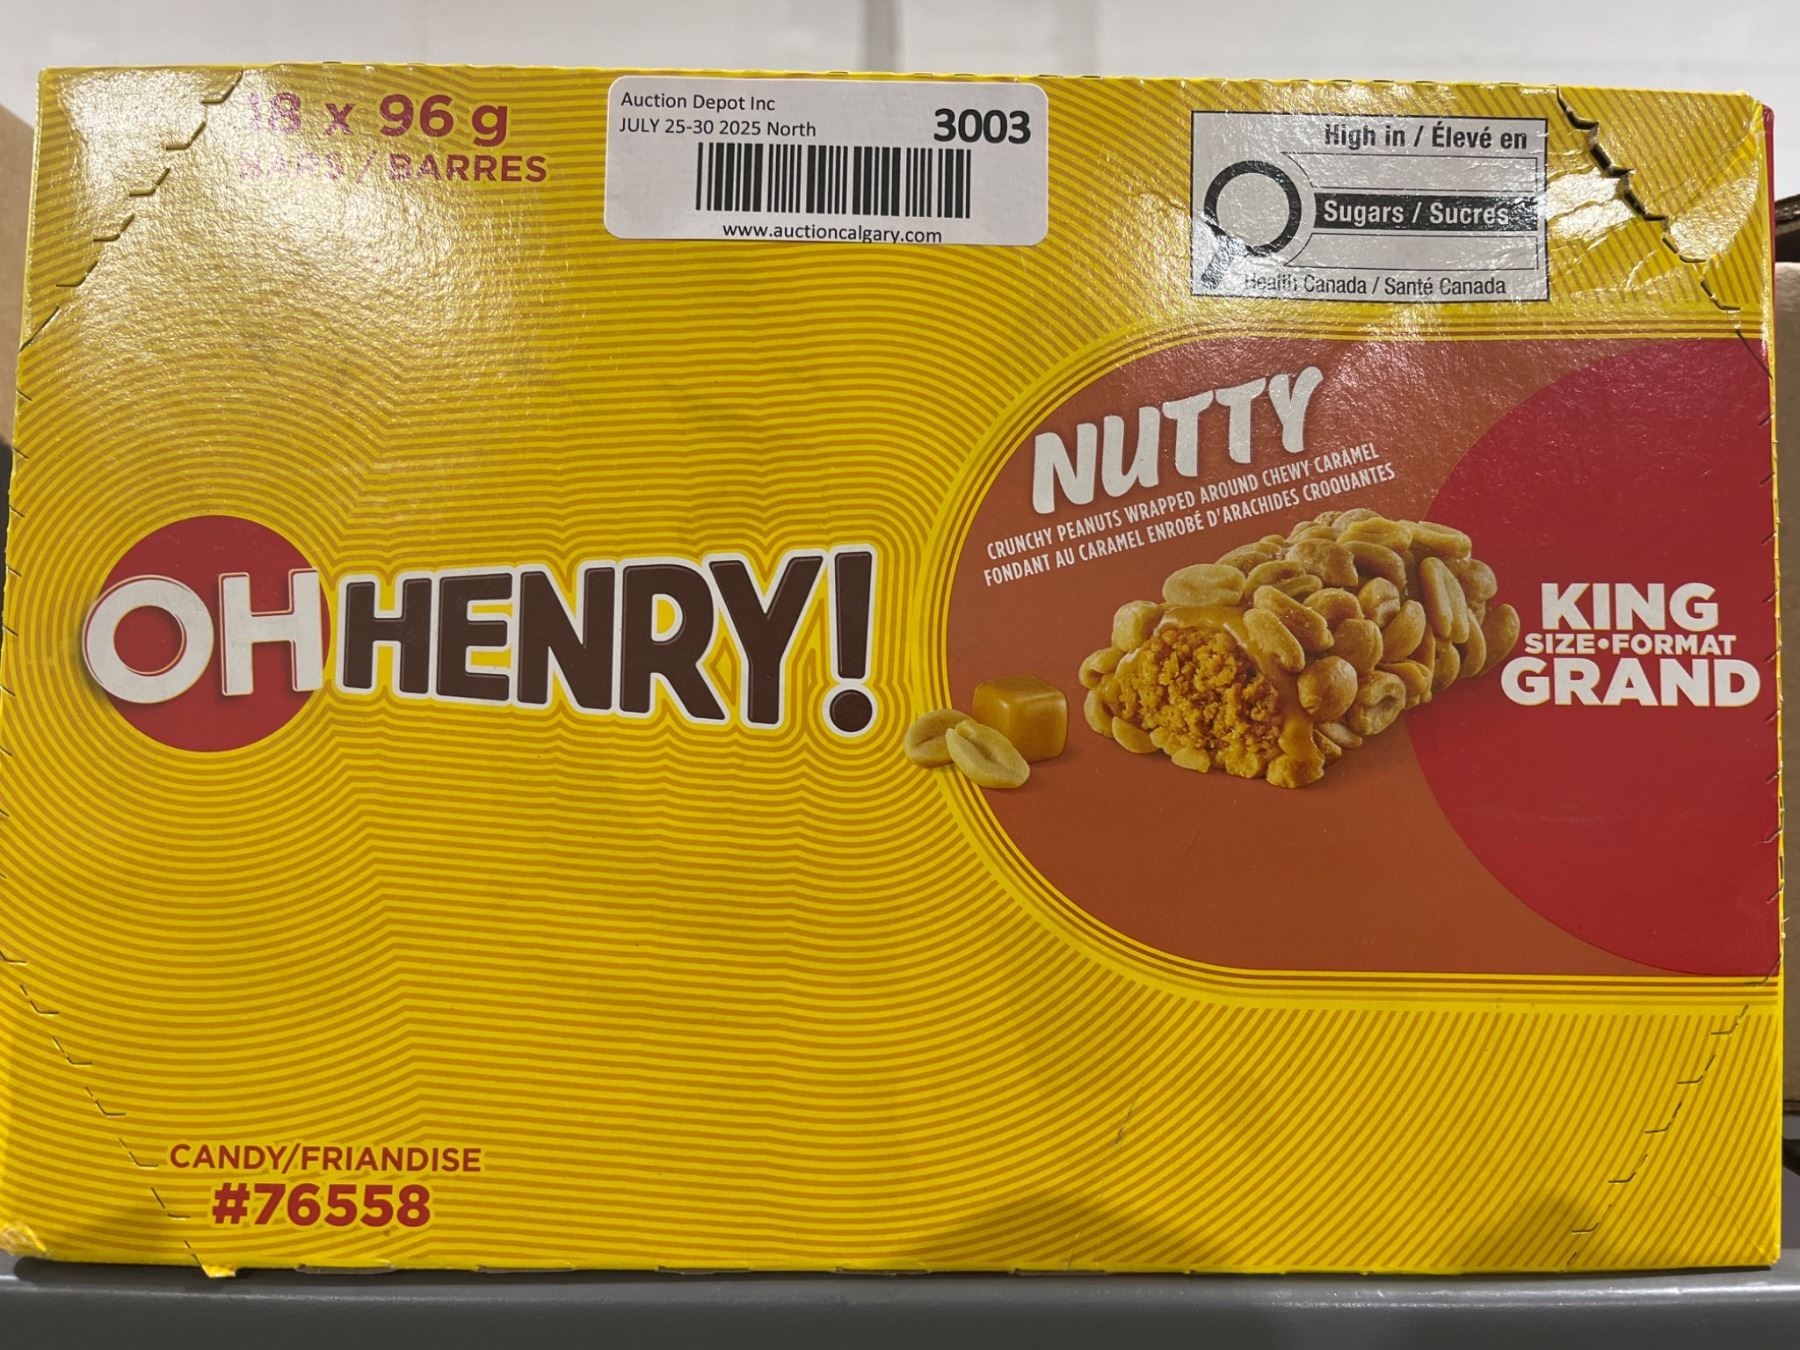 18 x 96 g
BARS / BARRES
Auction Depot Inc
JULY 25-30 2025 North
3003
www.auctioncalgary.com
High in / Élevé en
Sugars / Sucres
Health Canada / Santé Canada
NUTTY
CRUNCHY PEANUTS WRAPPED AROUND CHEWY CARAMEL
FONDANT AU CARAMEL ENROBÉ D'ARACHIDES CROQUANTES
OH HENRY!
KING
SIZE•FORMAT
GRAND
CANDY/FRIANDISE
#76558